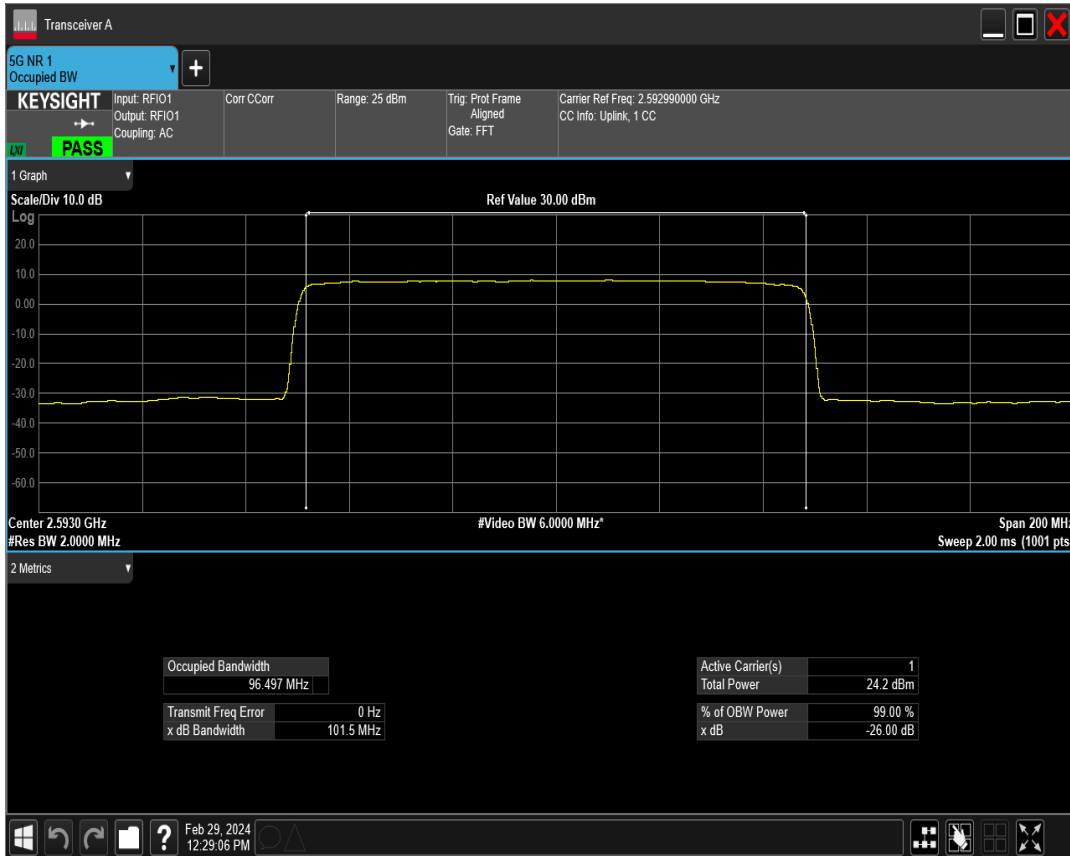 Transceiver A
5G NR 1
Occupied BW
KEYSIGHT
Input: RFIO1
Output: RFIO1
Coupling: AC
Corr CCorr
Range: 25 dBm
Trig: Prot Frame
Aligned
Gate: FFT
Carrier Ref Freq: 2.592990000 GHz
CC Info: Uplink, 1 CC
LXI
PASS
1 Graph
Scale/Div 10.0 dB
Ref Value 30.00 dBm
Log
20.0
10.0
0.00
-10.0
-20.0
-30.0
-40.0
-50.0
-60.0
Center 2.5930 GHz
#Video BW 6.0000 MHz*
Span 200 MHz
#Res BW 2.0000 MHz
Sweep 2.00 ms (1001 pts
2 Metrics
Occupied Bandwidth
96.497 MHz
Transmit Freq Error 0 Hz
x dB Bandwidth 101.5 MHz
Active Carrier(s) 1
Total Power 24.2 dBm
% of OBW Power 99.00 %
x dB -26.00 dB
?
Feb 29, 2024
12:29:06 PM